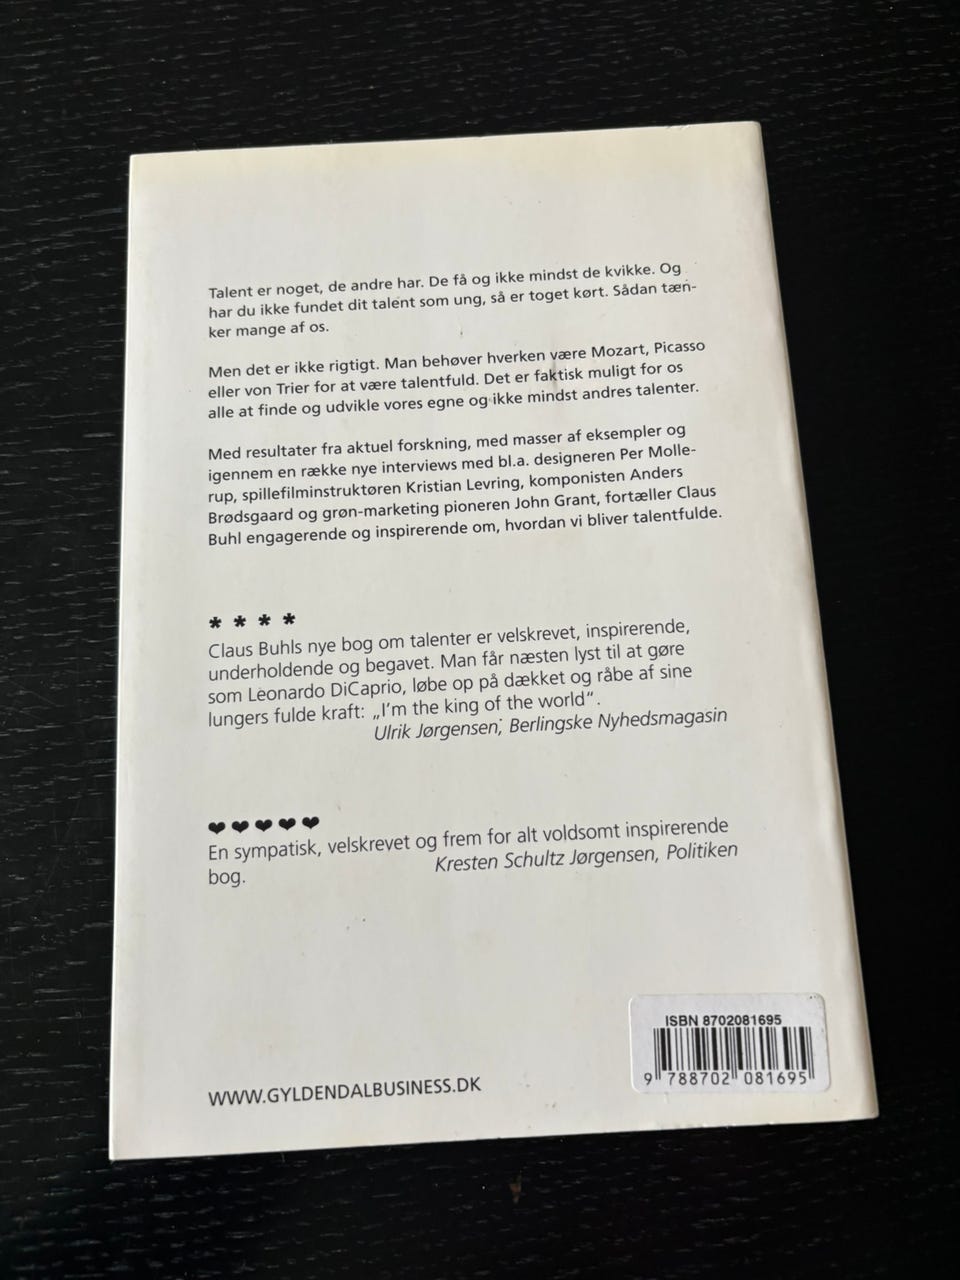 Talent er noget, de andre har. De få og ikke mindst de kvikke. Og
har du ikke fundet dit talent som ung, så er toget kørt. Sådan tæn-
ker mange af os.
Men det er ikke rigtigt. Man behøver hverken være Mozart, Picasso
eller von Trier for at være talentfuld. Det er faktisk muligt for os
alle at finde og udvikle vores egne og ikke mindst andres talenter.
Med resultater fra aktuel forskning, med masser af eksempler og
igennem en række nye interviews med bl.a. designeren Per Molle-
rup, spillefilminstruktøren Kristian Levring, komponisten Anders
Brødsgaard og grøn-marketing pioneren John Grant, fortæller Claus
Buhl engagerende og inspirerende om, hvordan vi bliver talentfulde.
* * * *
Claus Buhls nye bog om talenter er velskrevet, inspirerende,
underholdende og begavet. Man får næsten lyst til at gøre
som Leonardo DiCaprio, løbe op på dækket og råbe af sine
lungers fulde kraft: „I'm the king of the world“.
Ulrik Jørgensen, Berlingske Nyhedsmagasin
❤❤❤❤❤
En sympatisk, velskrevet og frem for alt voldsomt inspirerende
bog. Kresten Schultz Jørgensen, Politiken
ISBN 8702081695
9 788702 081695
WWW.GYLDENDALBUSINESS.DK